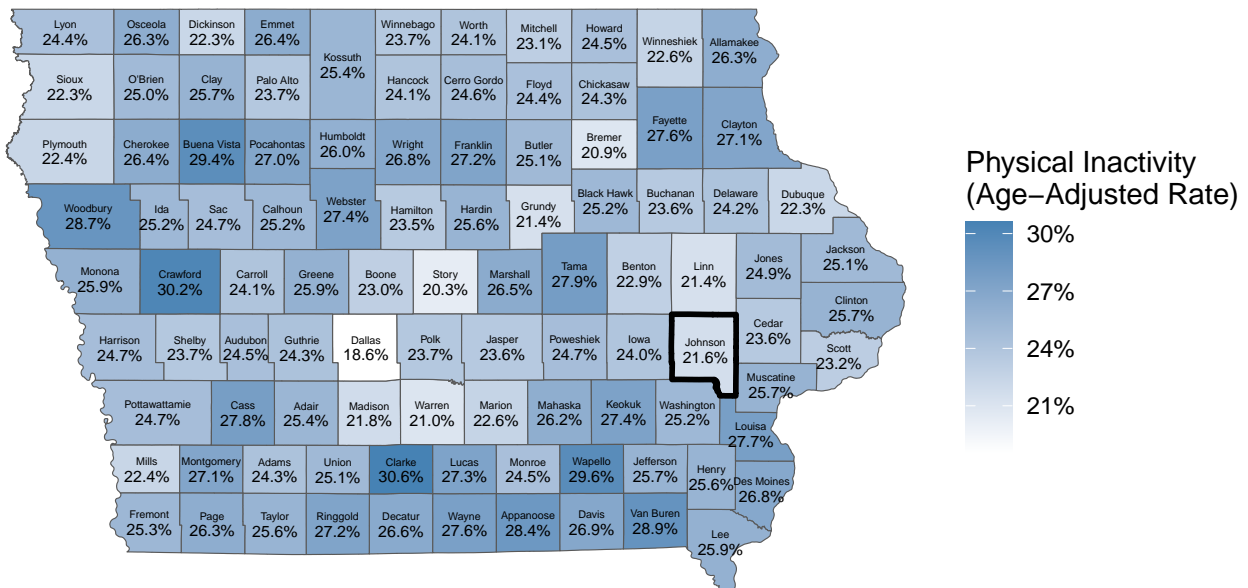 Lyon
24.4%
Osceola
26.3%
Dickinson
22.3%
Emmet
26.4%
Winnebago
23.7%
Worth
24.1%
Mitchell
23.1%
Howard
24.5%
Winneshiek
22.6%
Allamakee
26.3%
Kossuth
25.4%
Sioux
22.3%
O'Brien
25.0%
Clay
25.7%
Palo Alto
23.7%
Hancock
24.1%
Cerro Gordo
24.6%
Floyd
24.4%
Chickasaw
24.3%
Fayette
27.6%
Clayton
27.1%
Plymouth
22.4%
Cherokee
26.4%
Buena Vista
29.4%
Pocahontas
27.0%
Humboldt
26.0%
Wright
26.8%
Franklin
27.2%
Butler
25.1%
Bremer
20.9%
Woodbury
28.7%
Ida
25.2%
Sac
24.7%
Calhoun
25.2%
Webster
27.4%
Hamilton
23.5%
Hardin
25.6%
Grundy
21.4%
Black Hawk
25.2%
Buchanan
23.6%
Delaware
24.2%
Dubuque
22.3%
Monona
25.9%
Crawford
30.2%
Carroll
24.1%
Greene
25.9%
Boone
23.0%
Story
20.3%
Marshall
26.5%
Tama
27.9%
Benton
22.9%
Linn
21.4%
Jones
24.9%
Jackson
25.1%
Clinton
25.7%
Harrison
24.7%
Shelby
23.7%
Audubon
24.5%
Guthrie
24.3%
Dallas
18.6%
Polk
23.7%
Jasper
23.6%
Poweshiek
24.7%
Iowa
24.0%
Johnson
21.6%
Cedar
23.6%
Scott
23.2%
Muscatine
25.7%
Pottawattamie
24.7%
Cass
27.8%
Adair
25.4%
Madison
21.8%
Warren
21.0%
Marion
22.6%
Mahaska
26.2%
Keokuk
27.4%
Washington
25.2%
Louisa
27.7%
Mills
22.4%
Montgomery
27.1%
Adams
24.3%
Union
25.1%
Clarke
30.6%
Lucas
27.3%
Monroe
24.5%
Wapello
29.6%
Jefferson
25.7%
Henry
25.6%
Des Moines
26.8%
Fremont
25.3%
Page
26.3%
Taylor
25.6%
Ringgold
27.2%
Decatur
26.6%
Wayne
27.6%
Appanoose
28.4%
Davis
26.9%
Van Buren
28.9%
Lee
25.9%
Physical Inactivity
(Age−Adjusted Rate)
30%
27%
24%
21%